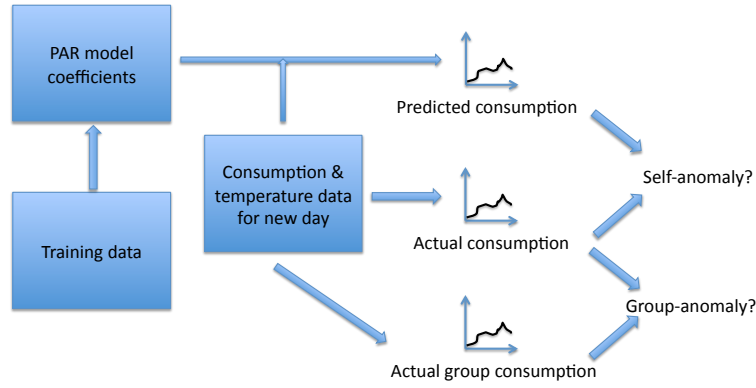 PAR model
coefficients
Predicted consumption
Consumption &
temperature data
for new day
Self-anomaly?
Training data
Actual consumption
Group-anomaly?
Actual group consumption